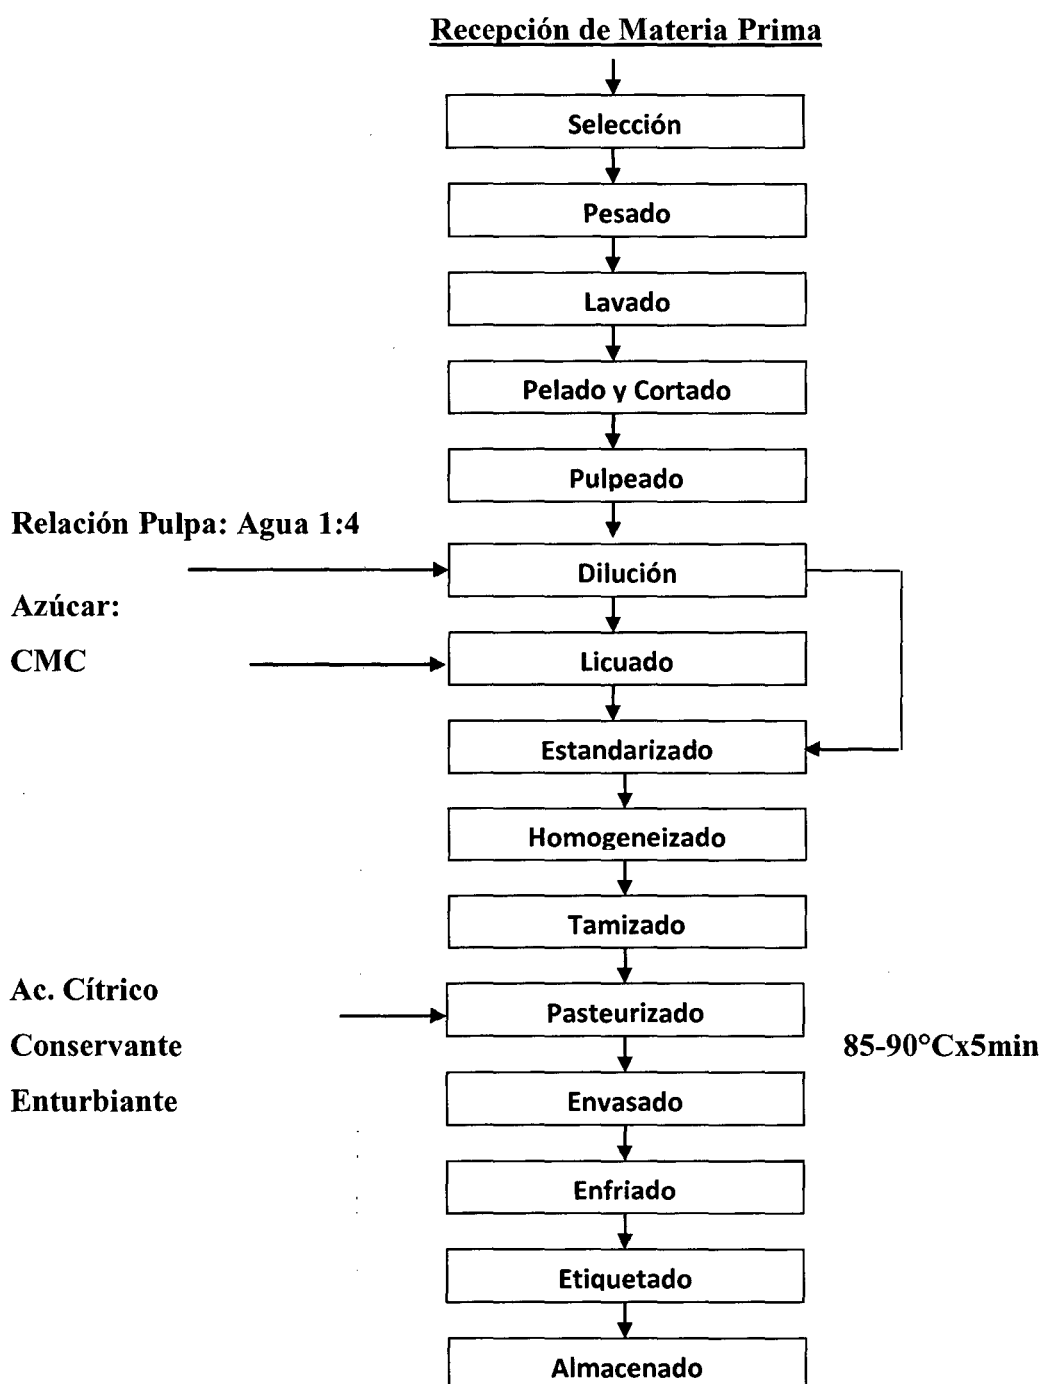 Recepción de Materia Prima
Selección
Pesado
Lavado
Pelado y Cortado
Pulpeado
Relación Pulpa: Agua 1:4
Dilución
Azúcar:
CMC
Licuado
Estandarizado
Homogeneizado
Tamizado
Ac. Cítrico
Pasteurizado
Conservante
85-90°Cx5min
Enturbiante
Envasado
Enfriado
Etiquetado
Almacenado